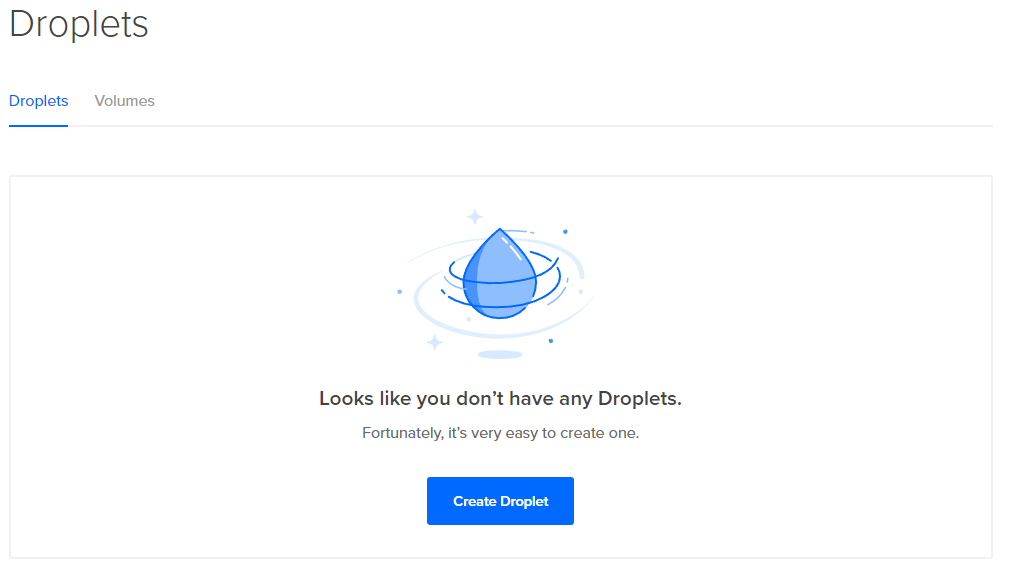 Droplets
Droplets Volumes
Looks like you don’t have any Droplets.
Fortunately, it’s very easy to create one.
Create Droplet